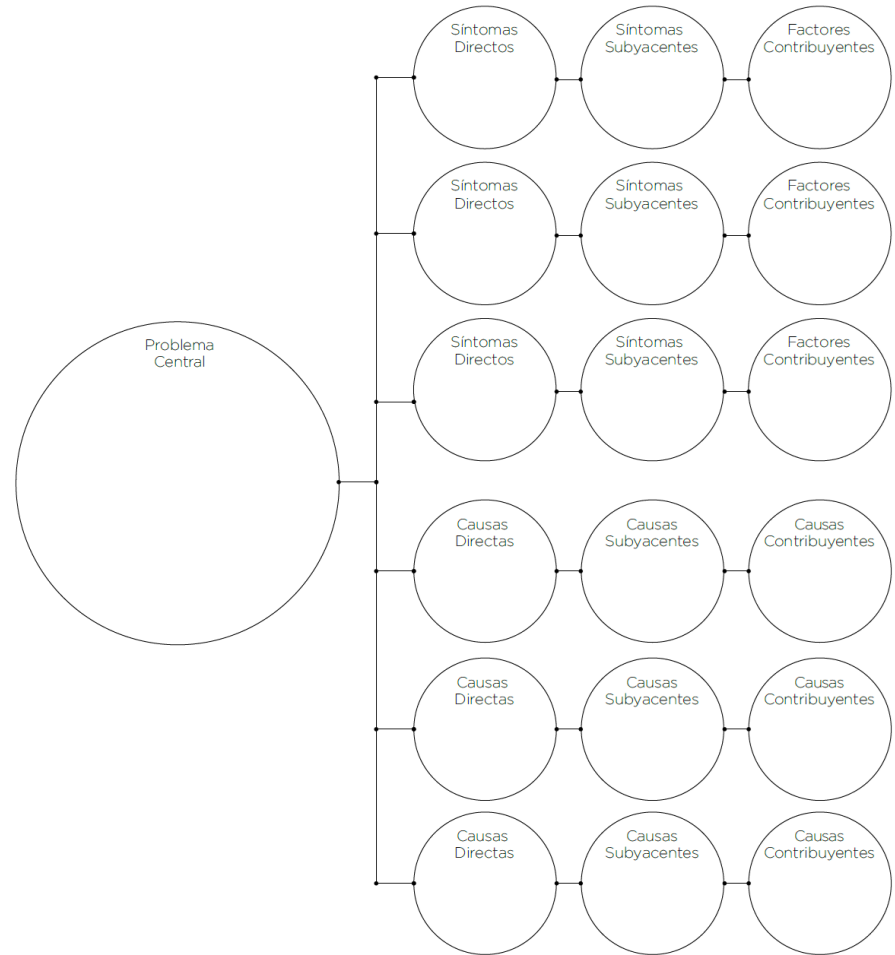 Síntomas
Directos
Síntomas
Subyacentes
Factores
Contribuyentes
Síntomas
Directos
Síntomas
Subyacentes
Factores
Contribuyentes
Síntomas
Directos
Síntomas
Subyacentes
Factores
Contribuyentes
Problema
Central
Causas
Directas
Causas
Subyacentes
Causas
Contribuyentes
Causas
Directas
Causas
Subyacentes
Causas
Contribuyentes
Causas
Directas
Causas
Subyacentes
Causas
Contribuyentes